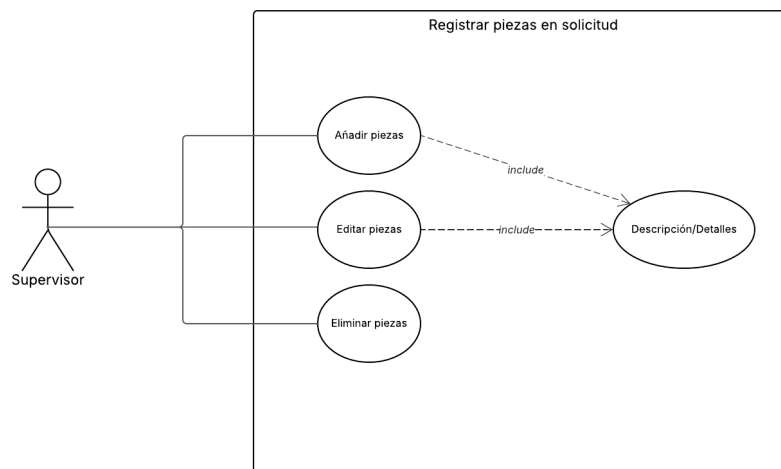 Registrar piezas en solicitud
Añadir piezas
include
Editar piezas
include
Descripción/Detalles
Supervisor
Eliminar piezas